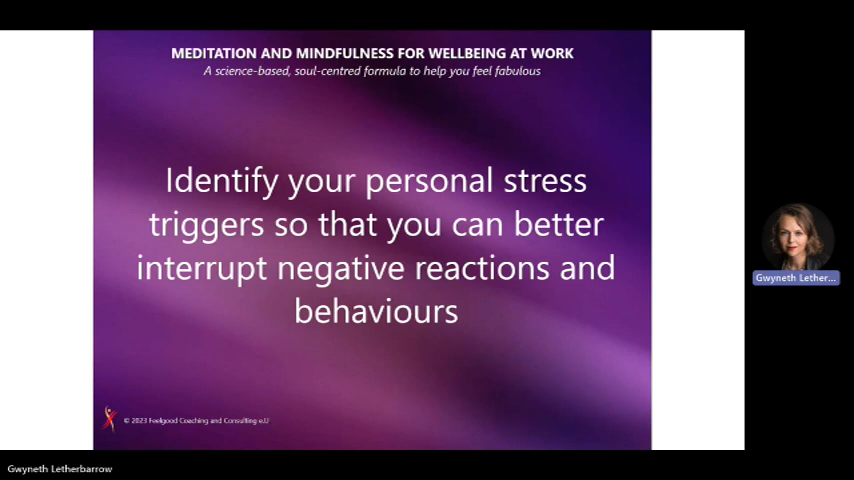 MEDITATION AND MINDFULNESS FOR WELLBEING AT WORK
A science-based, soul-centred formula to help you feel fabulous
Identify your personal stress
triggers so that you can better
interrupt negative reactions and
behaviours
Gwyneth Lether...
© 2023 Feelgood Coaching and Consulting e.U
Gwyneth Letherbarrow